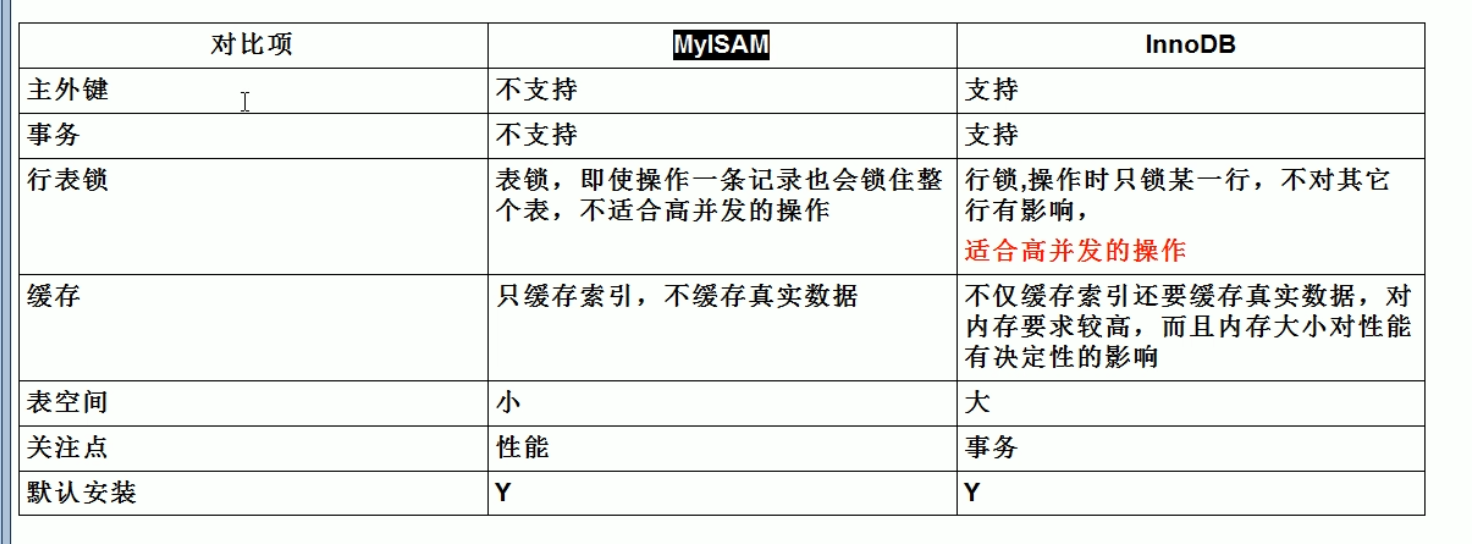 对比项 MyISAM InnoDB
主外键 不支持 支持
事务 不支持 支持
行表锁
表锁，即使操作一条记录也会锁住整
个表，不适合高并发的操作
行锁,操作时只锁某一行，不对其它
行有影响，
适合高并发的操作
缓存
只缓存索引，不缓存真实数据
不仅缓存索引还要缓存真实数据，对
内存要求较高，而且内存大小对性能
有决定性的影响
表空间 小 大
关注点 性能 事务
默认安装 Y Y